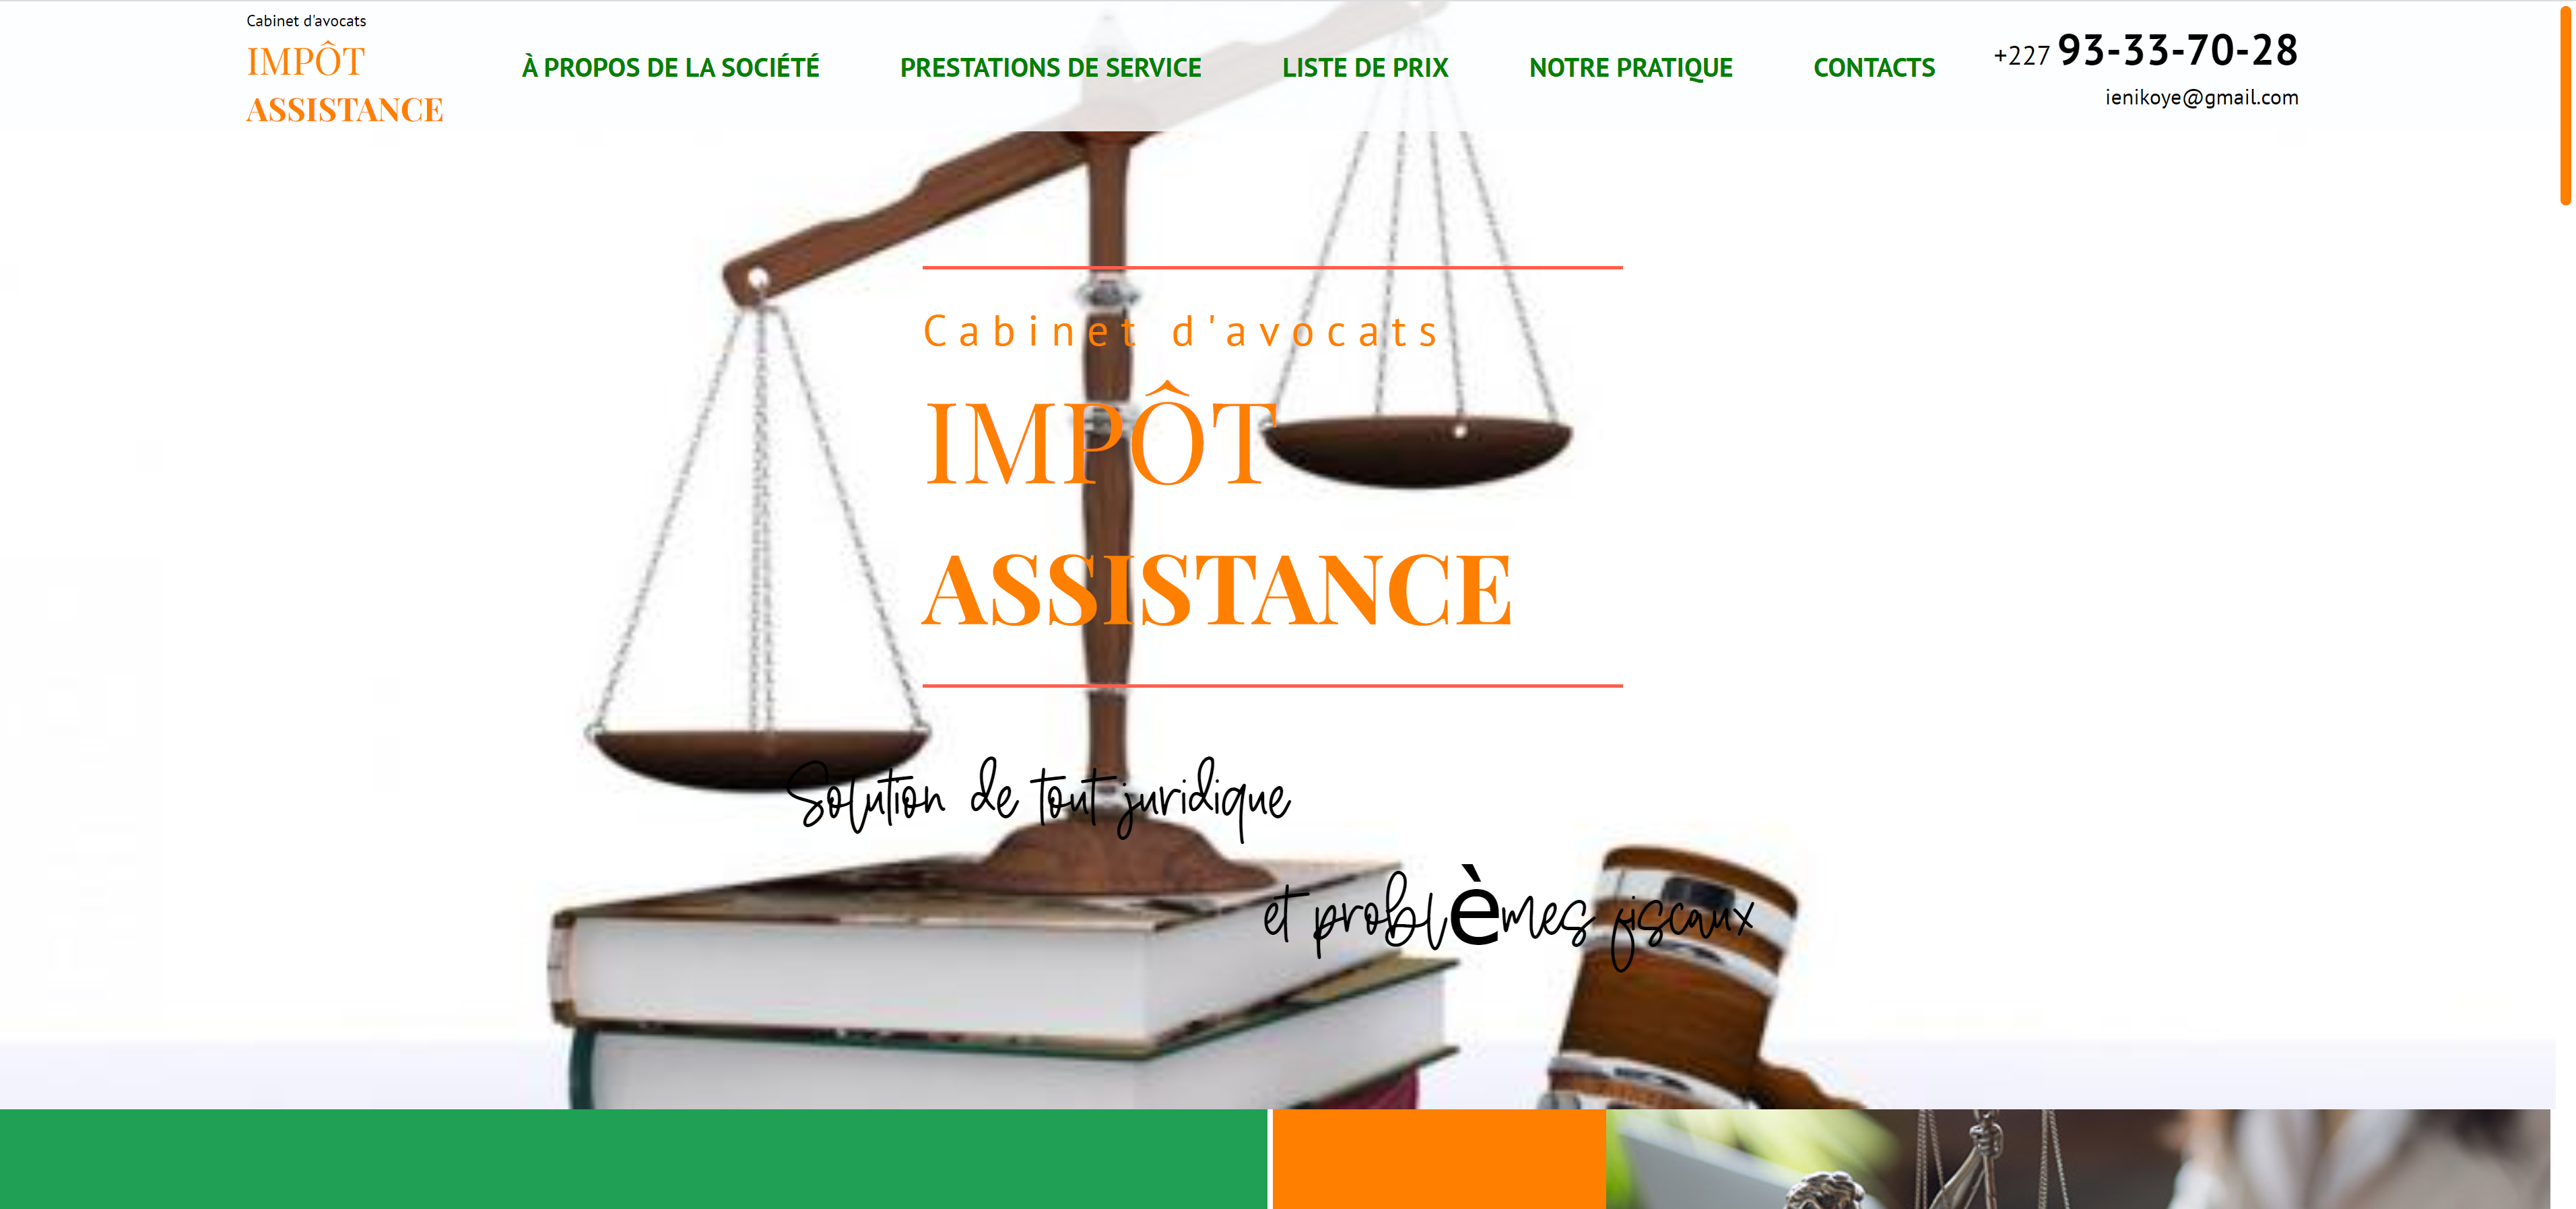 Cabinet d'avocats
IMPÔT
ASSISTANCE
À PROPOS DE LA SOCIÉTÉ
PRESTATIONS DE SERVICE
LISTE DE PRIX
NOTRE PRATIQUE
CONTACTS
+227 93-33-70-28
ienikoye@gmail.com
Cabinet d'avocats
IMPÔT
ASSISTANCE
Solution de tout juridique
et problèmes fiscaux